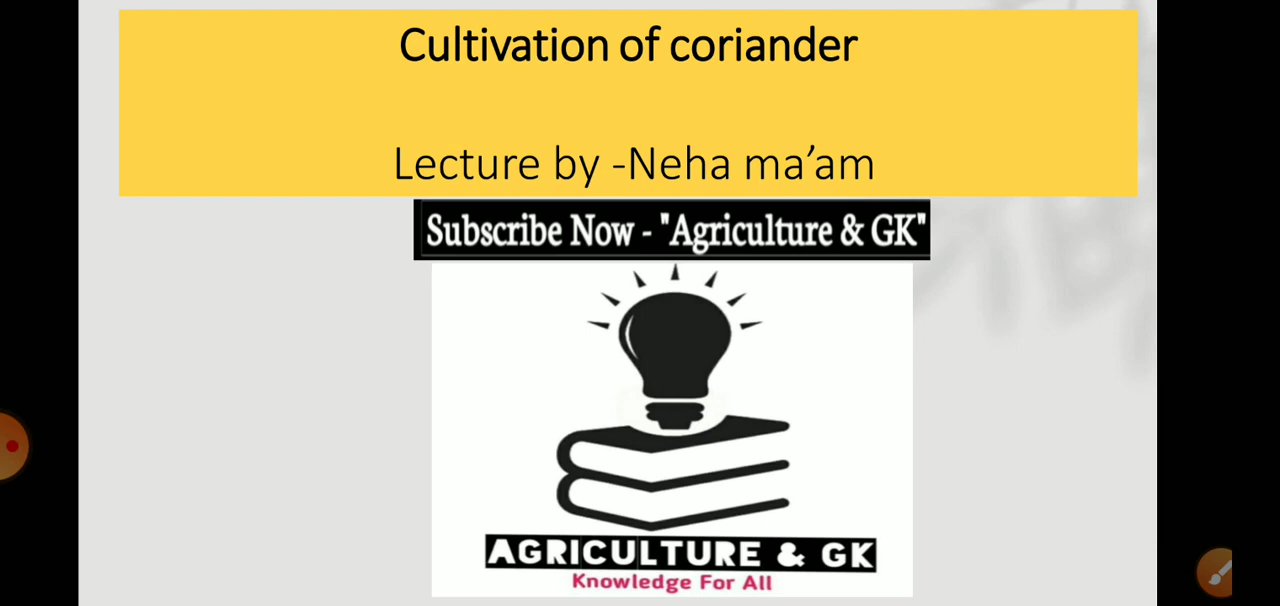 Cultivation of coriander
Lecture by -Neha ma’am
Subscribe Now - "Agriculture & GK"
AGRICULTURE & GK
Knowledge For All